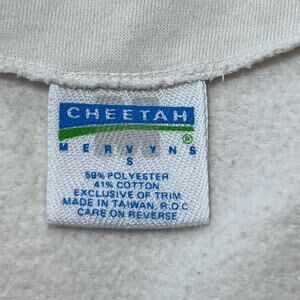 CHEETAH
®
MERVYNS
S
59% POLYESTER
41% COTTON
EXCLUSIVE OF TRIM
MADE IN TAIWAN, R.O.C
CARE ON REVERSE